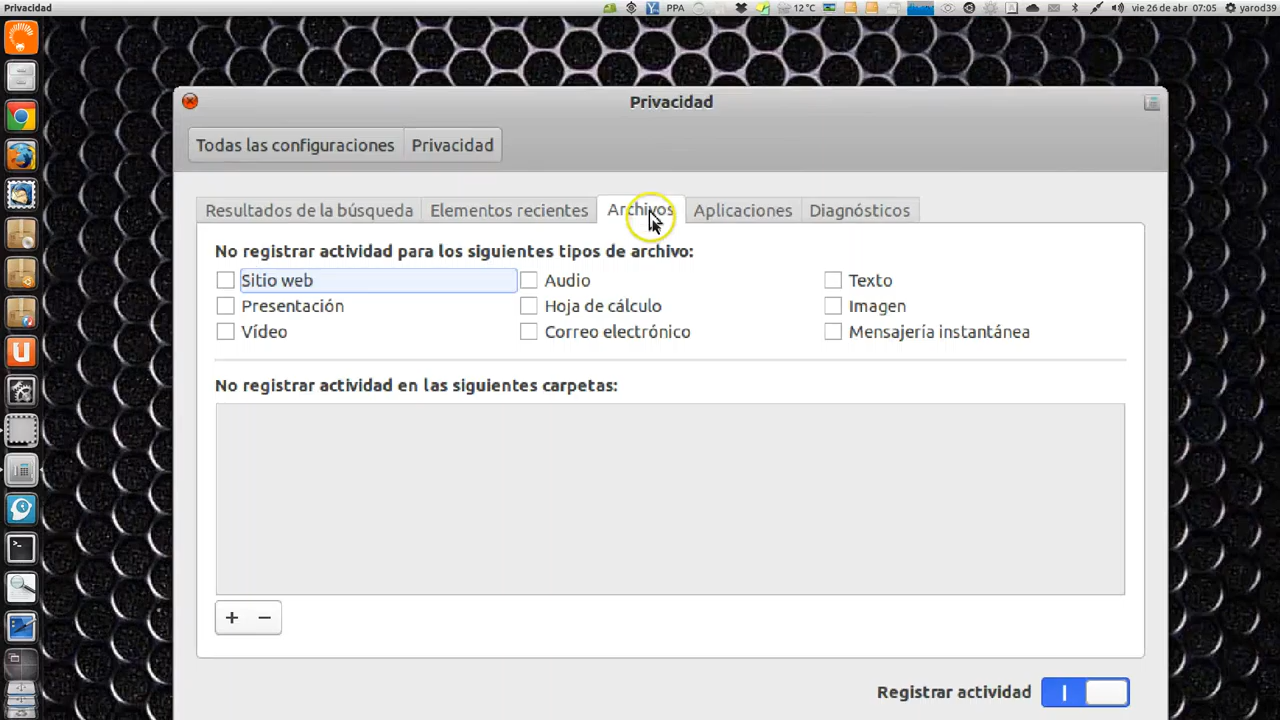 Privacidad
PPA
12 °C
vie 26 de abr
07:05
yarod39
Privacidad
Todas las configuraciones
Privacidad
Resultados de la búsqueda
Elementos recientes
Archivos
Aplicaciones
Diagnósticos
No registrar actividad para los siguientes tipos de archivo:
Sitio web
Audio
Texto
Presentación
Hoja de cálculo
Imagen
Vídeo
Correo electrónico
Mensajería instantánea
No registrar actividad en las siguientes carpetas:
+ −
Registrar actividad